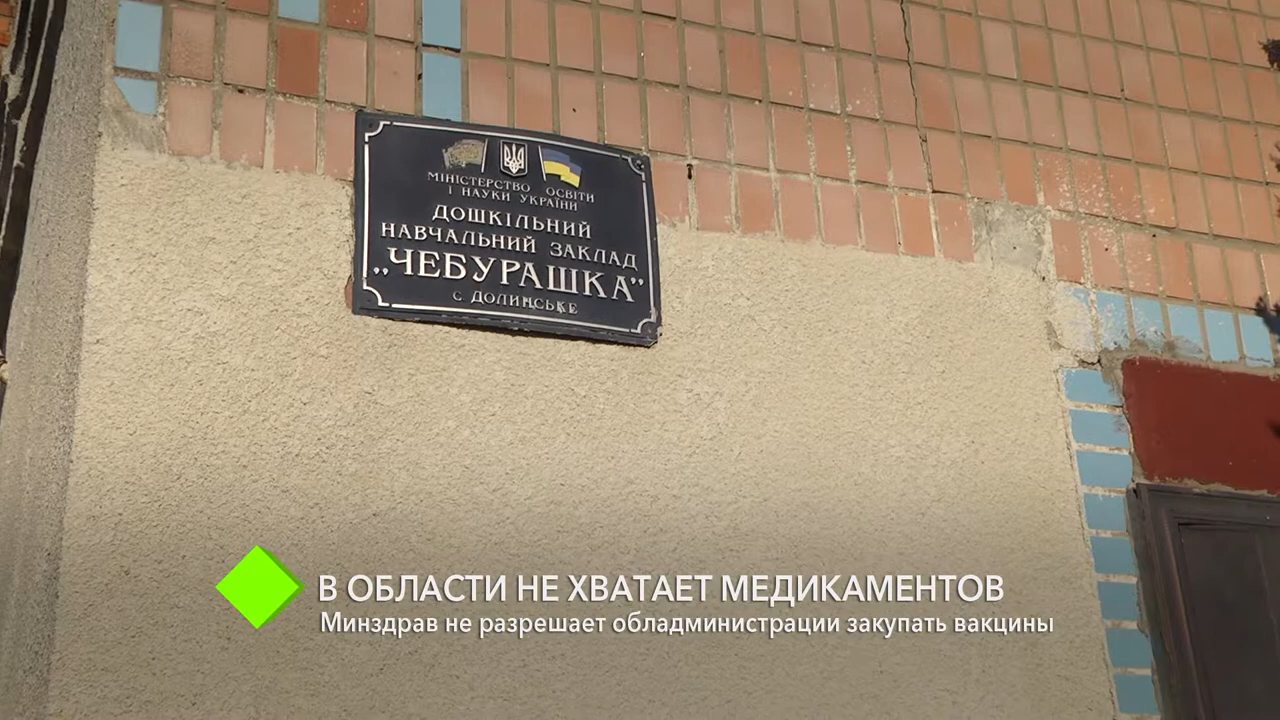 МІНІСТЕРСТВО ОСВІТИ
І НАУКИ УКРАЇНИ
ДОШКІЛЬНИЙ
НАВЧАЛЬНИЙ ЗАКЛАД
„ЧЕБУРАШКА”
С. ДОЛИНСЬКЕ
В ОБЛАСТИ НЕ ХВАТАЕТ МЕДИКАМЕНТОВ
Минздрав не разрешает обладминистрации закупать вакцины